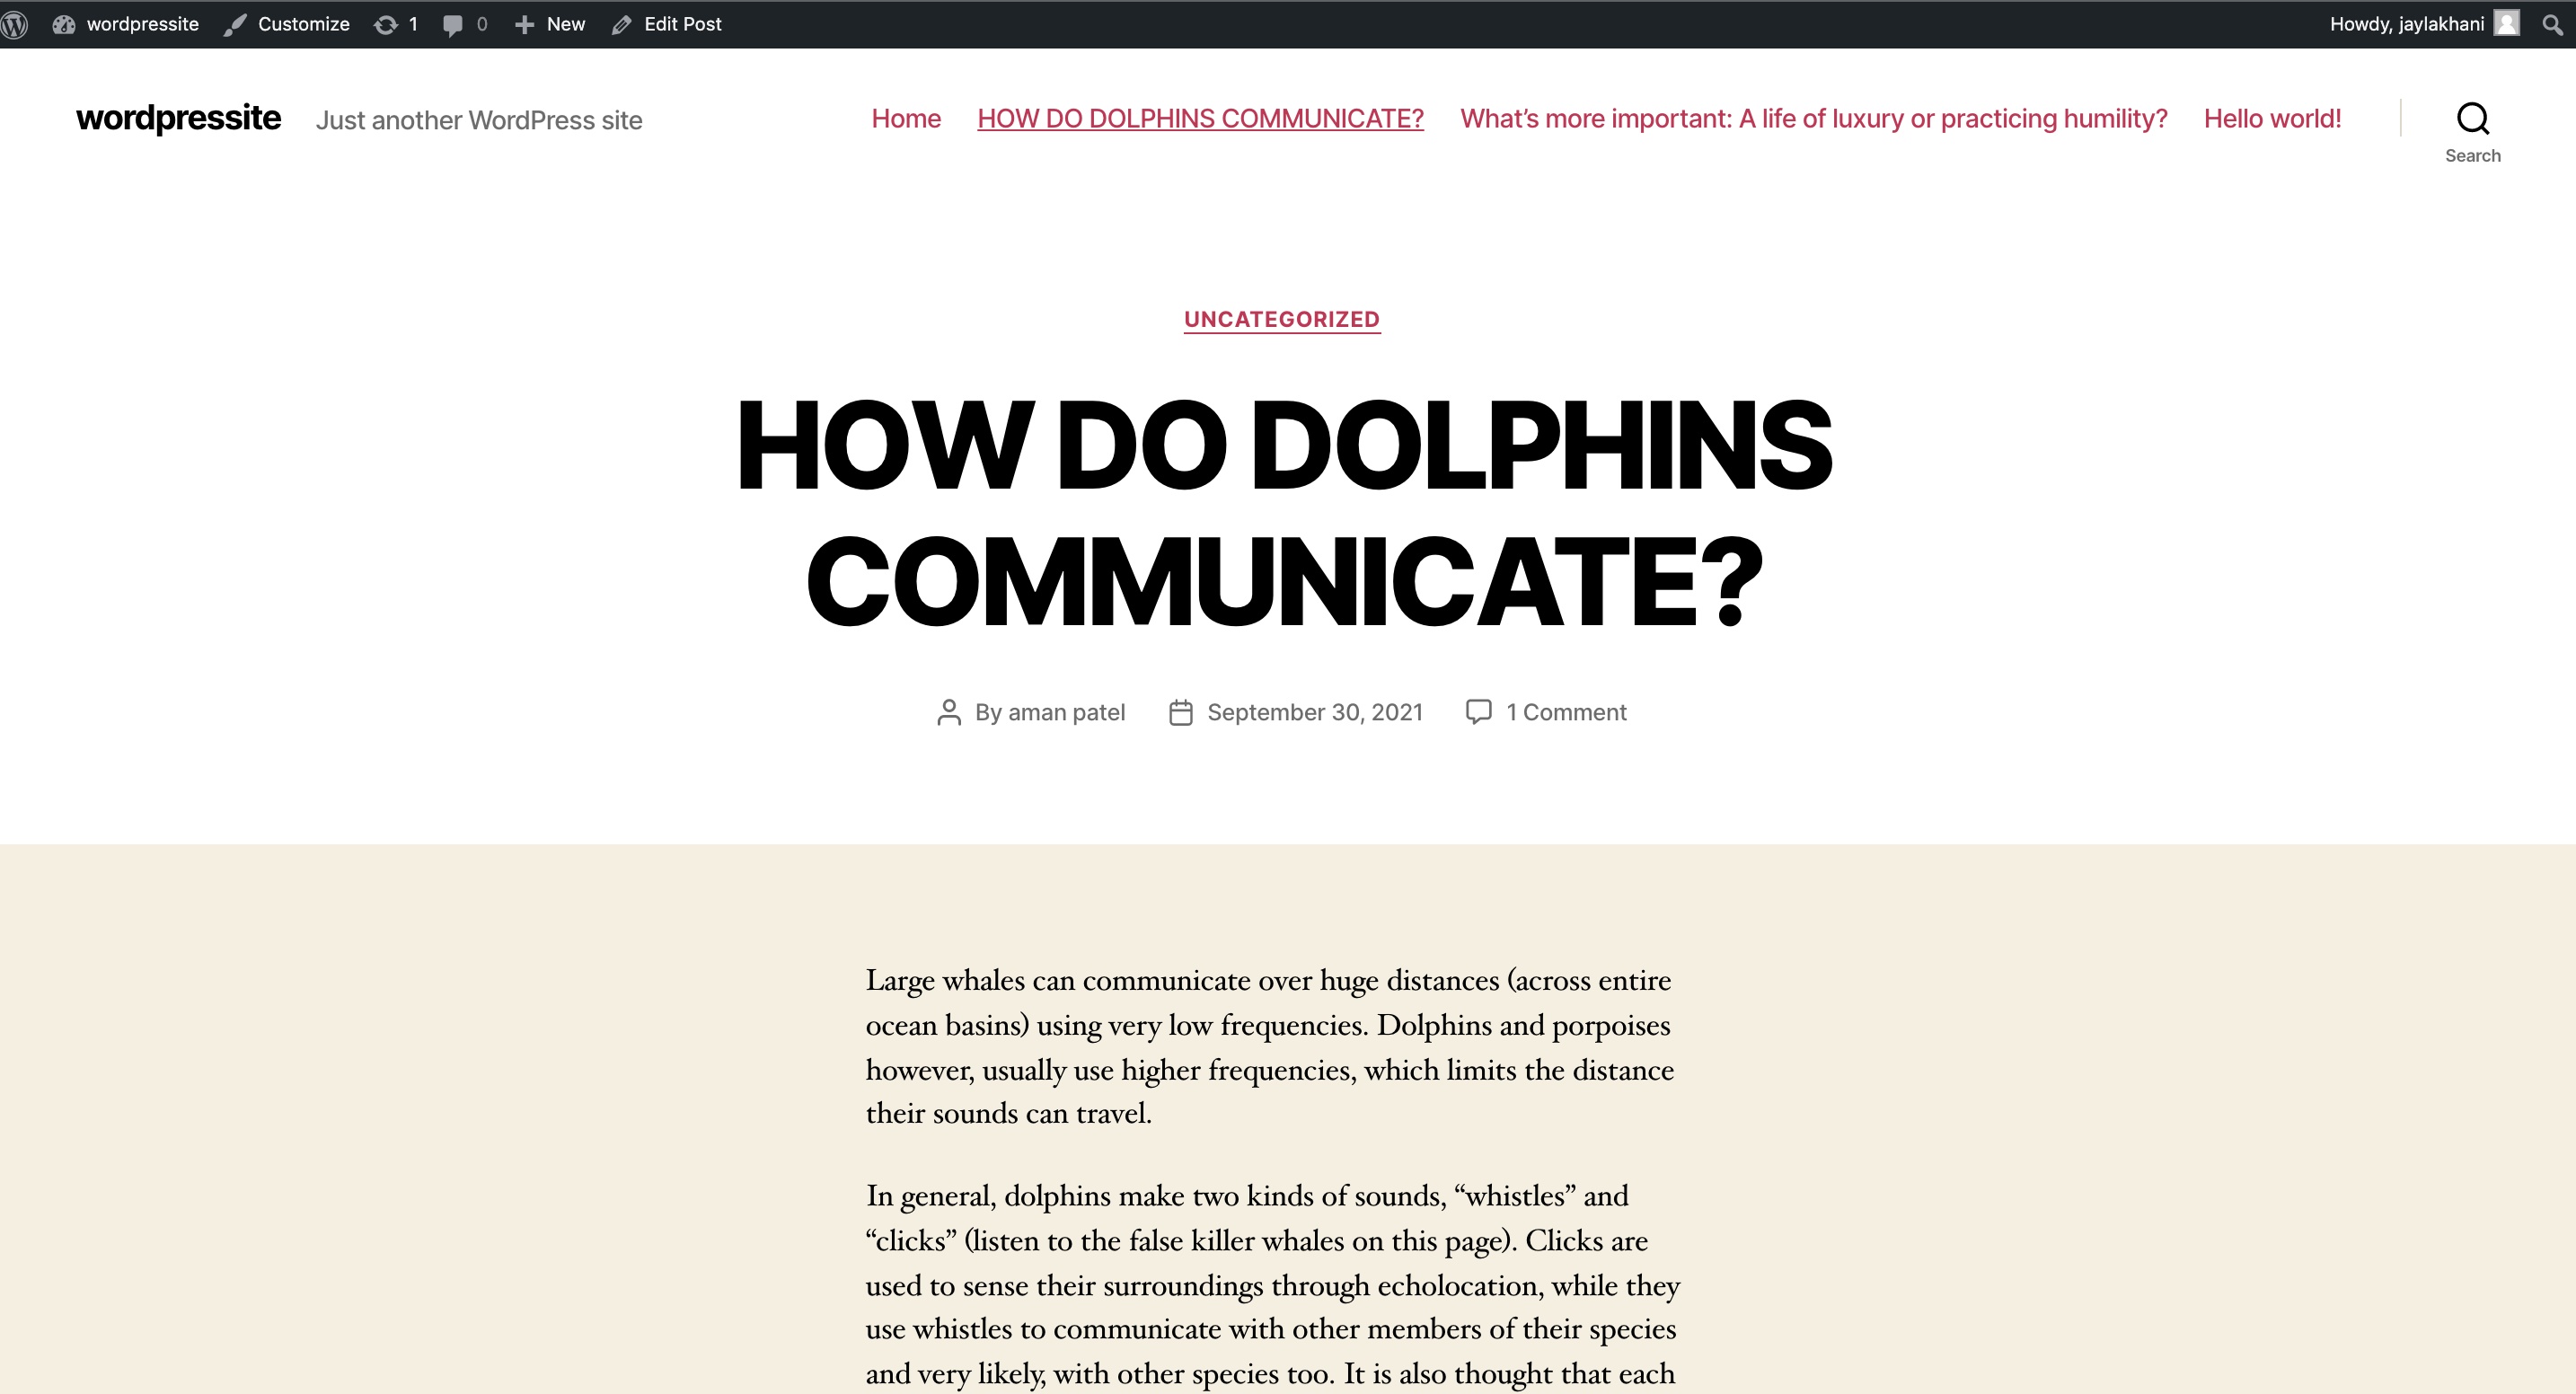 wordpressite Customize 1 0 New Edit Post Howdy, jaylakhani
wordpressite Just another WordPress site Home HOW DO DOLPHINS COMMUNICATE? What’s more important: A life of luxury or practicing humility? Hello world!
Search
UNCATEGORIZED
HOW DO DOLPHINS
COMMUNICATE?
By aman patel September 30, 2021 1 Comment
Large whales can communicate over huge distances (across entire
ocean basins) using very low frequencies. Dolphins and porpoises
however, usually use higher frequencies, which limits the distance
their sounds can travel.
In general, dolphins make two kinds of sounds, “whistles” and
“clicks” (listen to the false killer whales on this page). Clicks are
used to sense their surroundings through echolocation, while they
use whistles to communicate with other members of their species
and very likely, with other species too. It is also thought that each